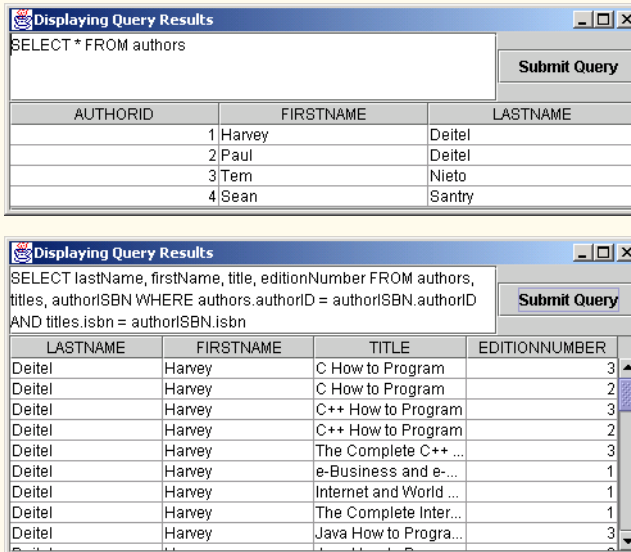 Displaying Query Results
SELECT * FROM authors
Submit Query
AUTHORID FIRSTNAME LASTNAME
1 Harvey Deitel
2 Paul Deitel
3 Tem Nieto
4 Sean Santry
Displaying Query Results
SELECT lastName, firstName, title, editionNumber FROM authors,
titles, authorISBN WHERE authors.authorID = authorISBN.authorID
AND titles.isbn = authorISBN.isbn
Submit Query
LASTNAME FIRSTNAME TITLE EDITIONNUMBER
Deitel Harvey C How to Program 3
Deitel Harvey C How to Program 2
Deitel Harvey C++ How to Program 3
Deitel Harvey C++ How to Program 2
Deitel Harvey The Complete C++ ... 3
Deitel Harvey e-Business and e-... 1
Deitel Harvey Internet and World ... 1
Deitel Harvey The Complete Inter... 1
Deitel Harvey Java How to Progra... 3